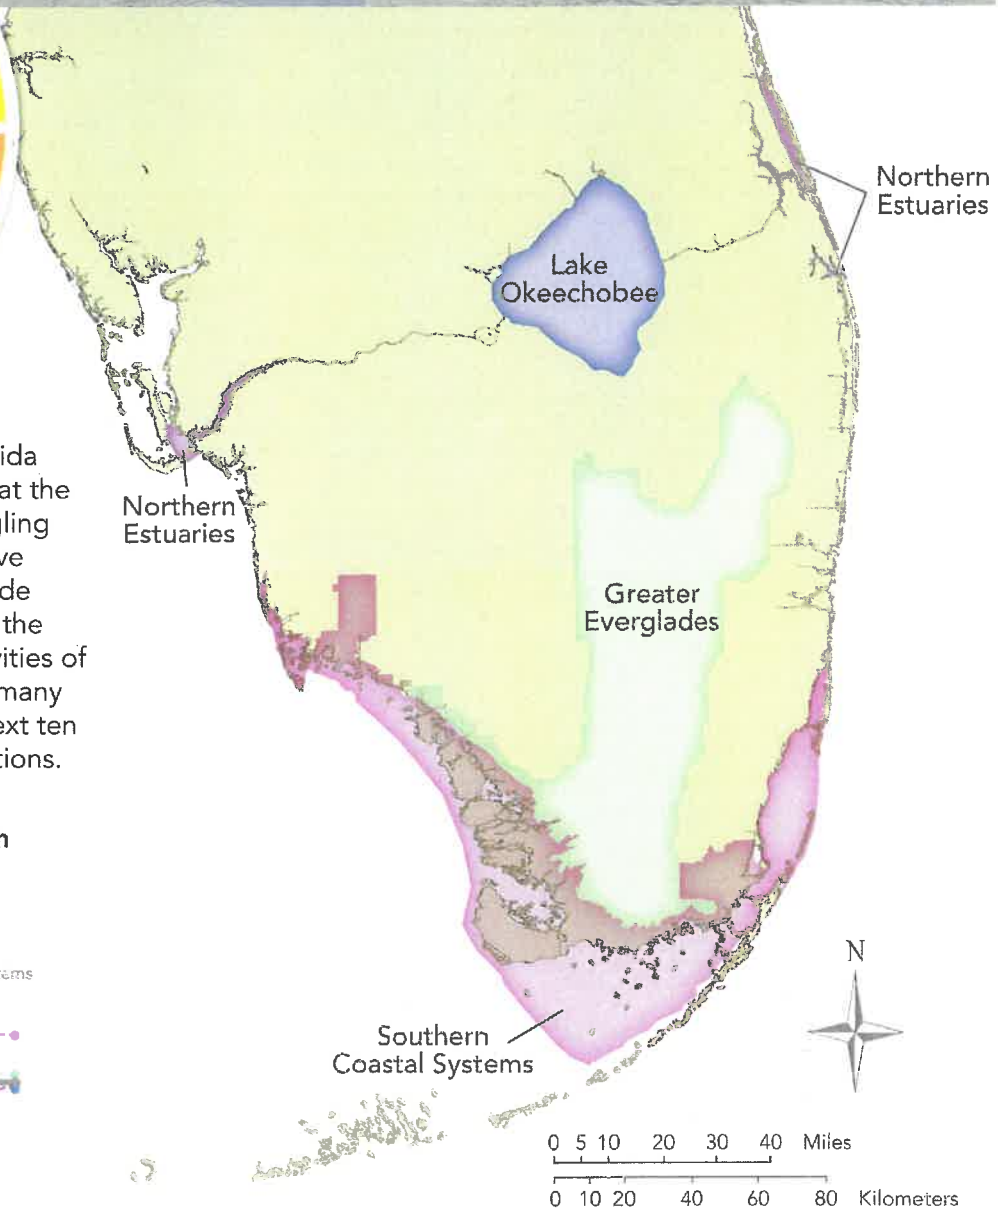 Northern
Estuaries
Lake
Okeechobee
ida
at the
gling
ve
de
the
vities of
many
ext ten
tions.
Northern
Estuaries
Greater
Everglades
n
ems
Southern
Coastal Systems
N
0 5 10 20 30 40 Miles
0 10 20 40 60 80 Kilometers